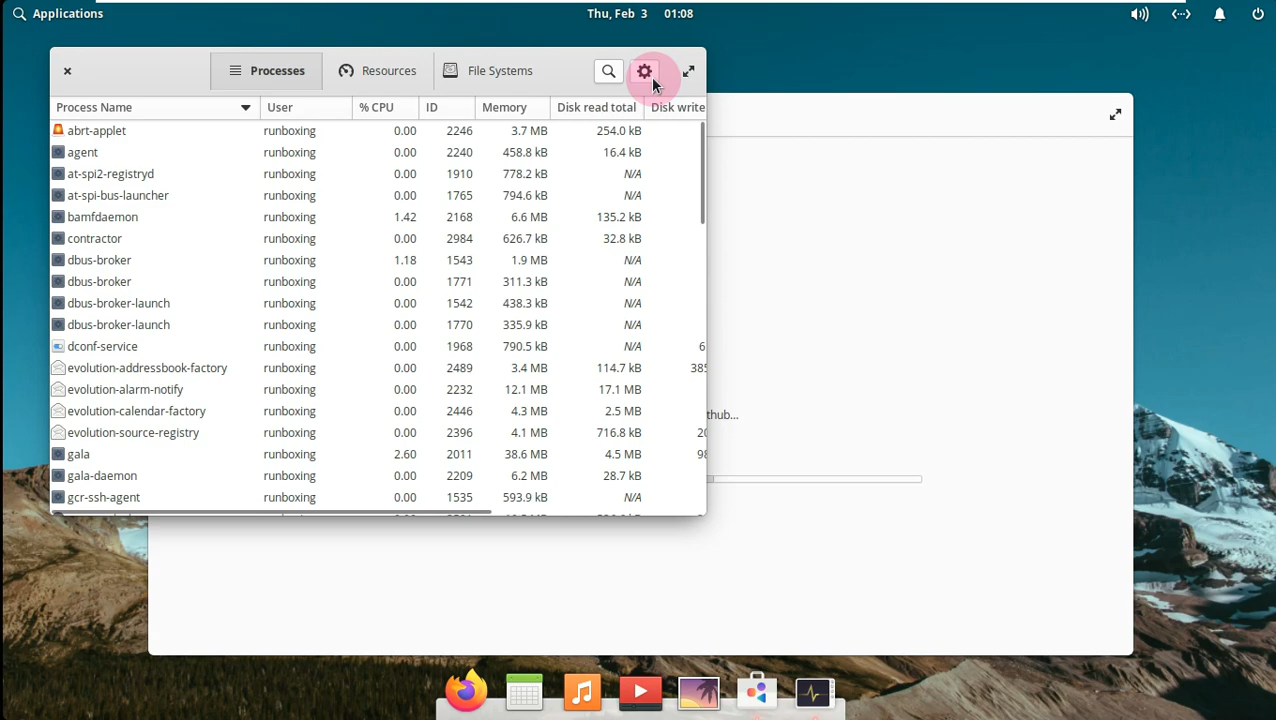 Applications Thu, Feb 3 01:08
Processes Resources File Systems
Process Name User % CPU ID Memory Disk read total Disk write
abrt-applet runboxing 0.00 2246 3.7 MB 254.0 kB
agent runboxing 0.00 2240 458.8 kB 16.4 kB
at-spi2-registryd runboxing 0.00 1910 778.2 kB N/A
at-spi-bus-launcher runboxing 0.00 1765 794.6 kB N/A
bamfdaemon runboxing 1.42 2168 6.6 MB 135.2 kB
contractor runboxing 0.00 2984 626.7 kB 32.8 kB
dbus-broker runboxing 1.18 1543 1.9 MB N/A
dbus-broker runboxing 0.00 1771 311.3 kB N/A
dbus-broker-launch runboxing 0.00 1542 438.3 kB N/A
dbus-broker-launch runboxing 0.00 1770 335.9 kB N/A
dconf-service runboxing 0.00 1968 790.5 kB N/A 6
evolution-addressbook-factory runboxing 0.00 2489 3.4 MB 114.7 kB 385
evolution-alarm-notify runboxing 0.00 2232 12.1 MB 17.1 MB
evolution-calendar-factory runboxing 0.00 2446 4.3 MB 2.5 MB
thub...
evolution-source-registry runboxing 0.00 2396 4.1 MB 716.8 kB 20
gala runboxing 2.60 2011 38.6 MB 4.5 MB 98
gala-daemon runboxing 0.00 2209 6.2 MB 28.7 kB
gcr-ssh-agent runboxing 0.00 1535 593.9 kB N/A